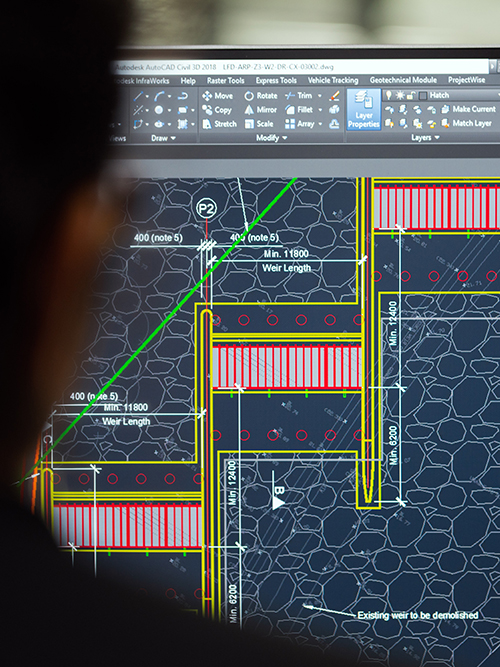 Autodesk AutoCAD Civil 3D 2018 LFD-ARP-Z3-W2-DR-CX-03002.dwg
Autodesk InfraWorks Help Raster Tools Express Tools Vehicle Tracking Geotechnical Module ProjectWise
Move Rotate Trim
Copy Mirror Fillet
Stretch Scale Array
Layer Properties
Hatch
Make Current
Match Layer
Views Draw Modify Layers
P2
400 (note 5) 400 (note 5)
Min. 11800
Weir Length
Min. 12400
400 (note 5)
Min. 11800
Weir Length
C
Min. 6200
Min. 12400
B
Min. 6200
Existing weir to be demolished